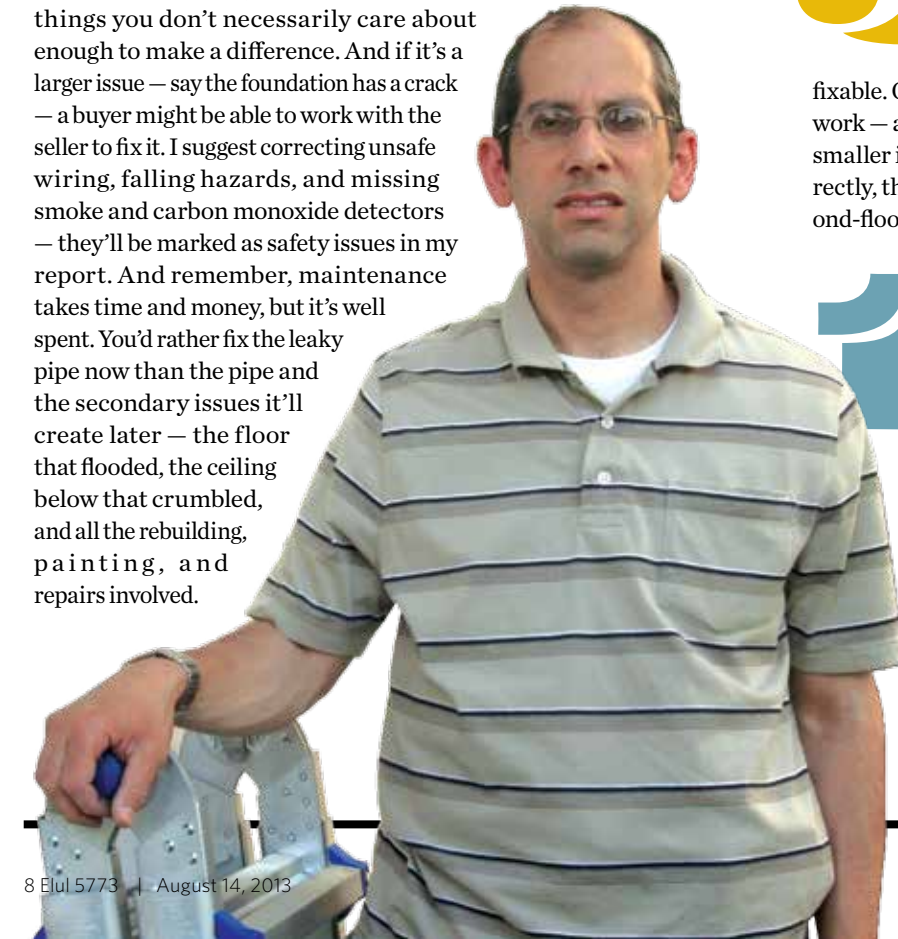 things you don’t necessarily care about
enough to make a difference. And if it’s a
larger issue — say the foundation has a crack
— a buyer might be able to work with the
seller to fix it. I suggest correcting unsafe
wiring, falling hazards, and missing
smoke and carbon monoxide detectors
— they’ll be marked as safety issues in my
report. And remember, maintenance
takes time and money, but it’s well
spent. You’d rather fix the leaky
pipe now than the pipe and
the secondary issues it’ll
create later — the floor
that flooded, the ceiling
below that crumbled,
and all the rebuilding,
painting, and
repairs involved.
fixable.
work —
smaller
rectly,
ond-floo
8 Elul 5773 | August 14, 2013